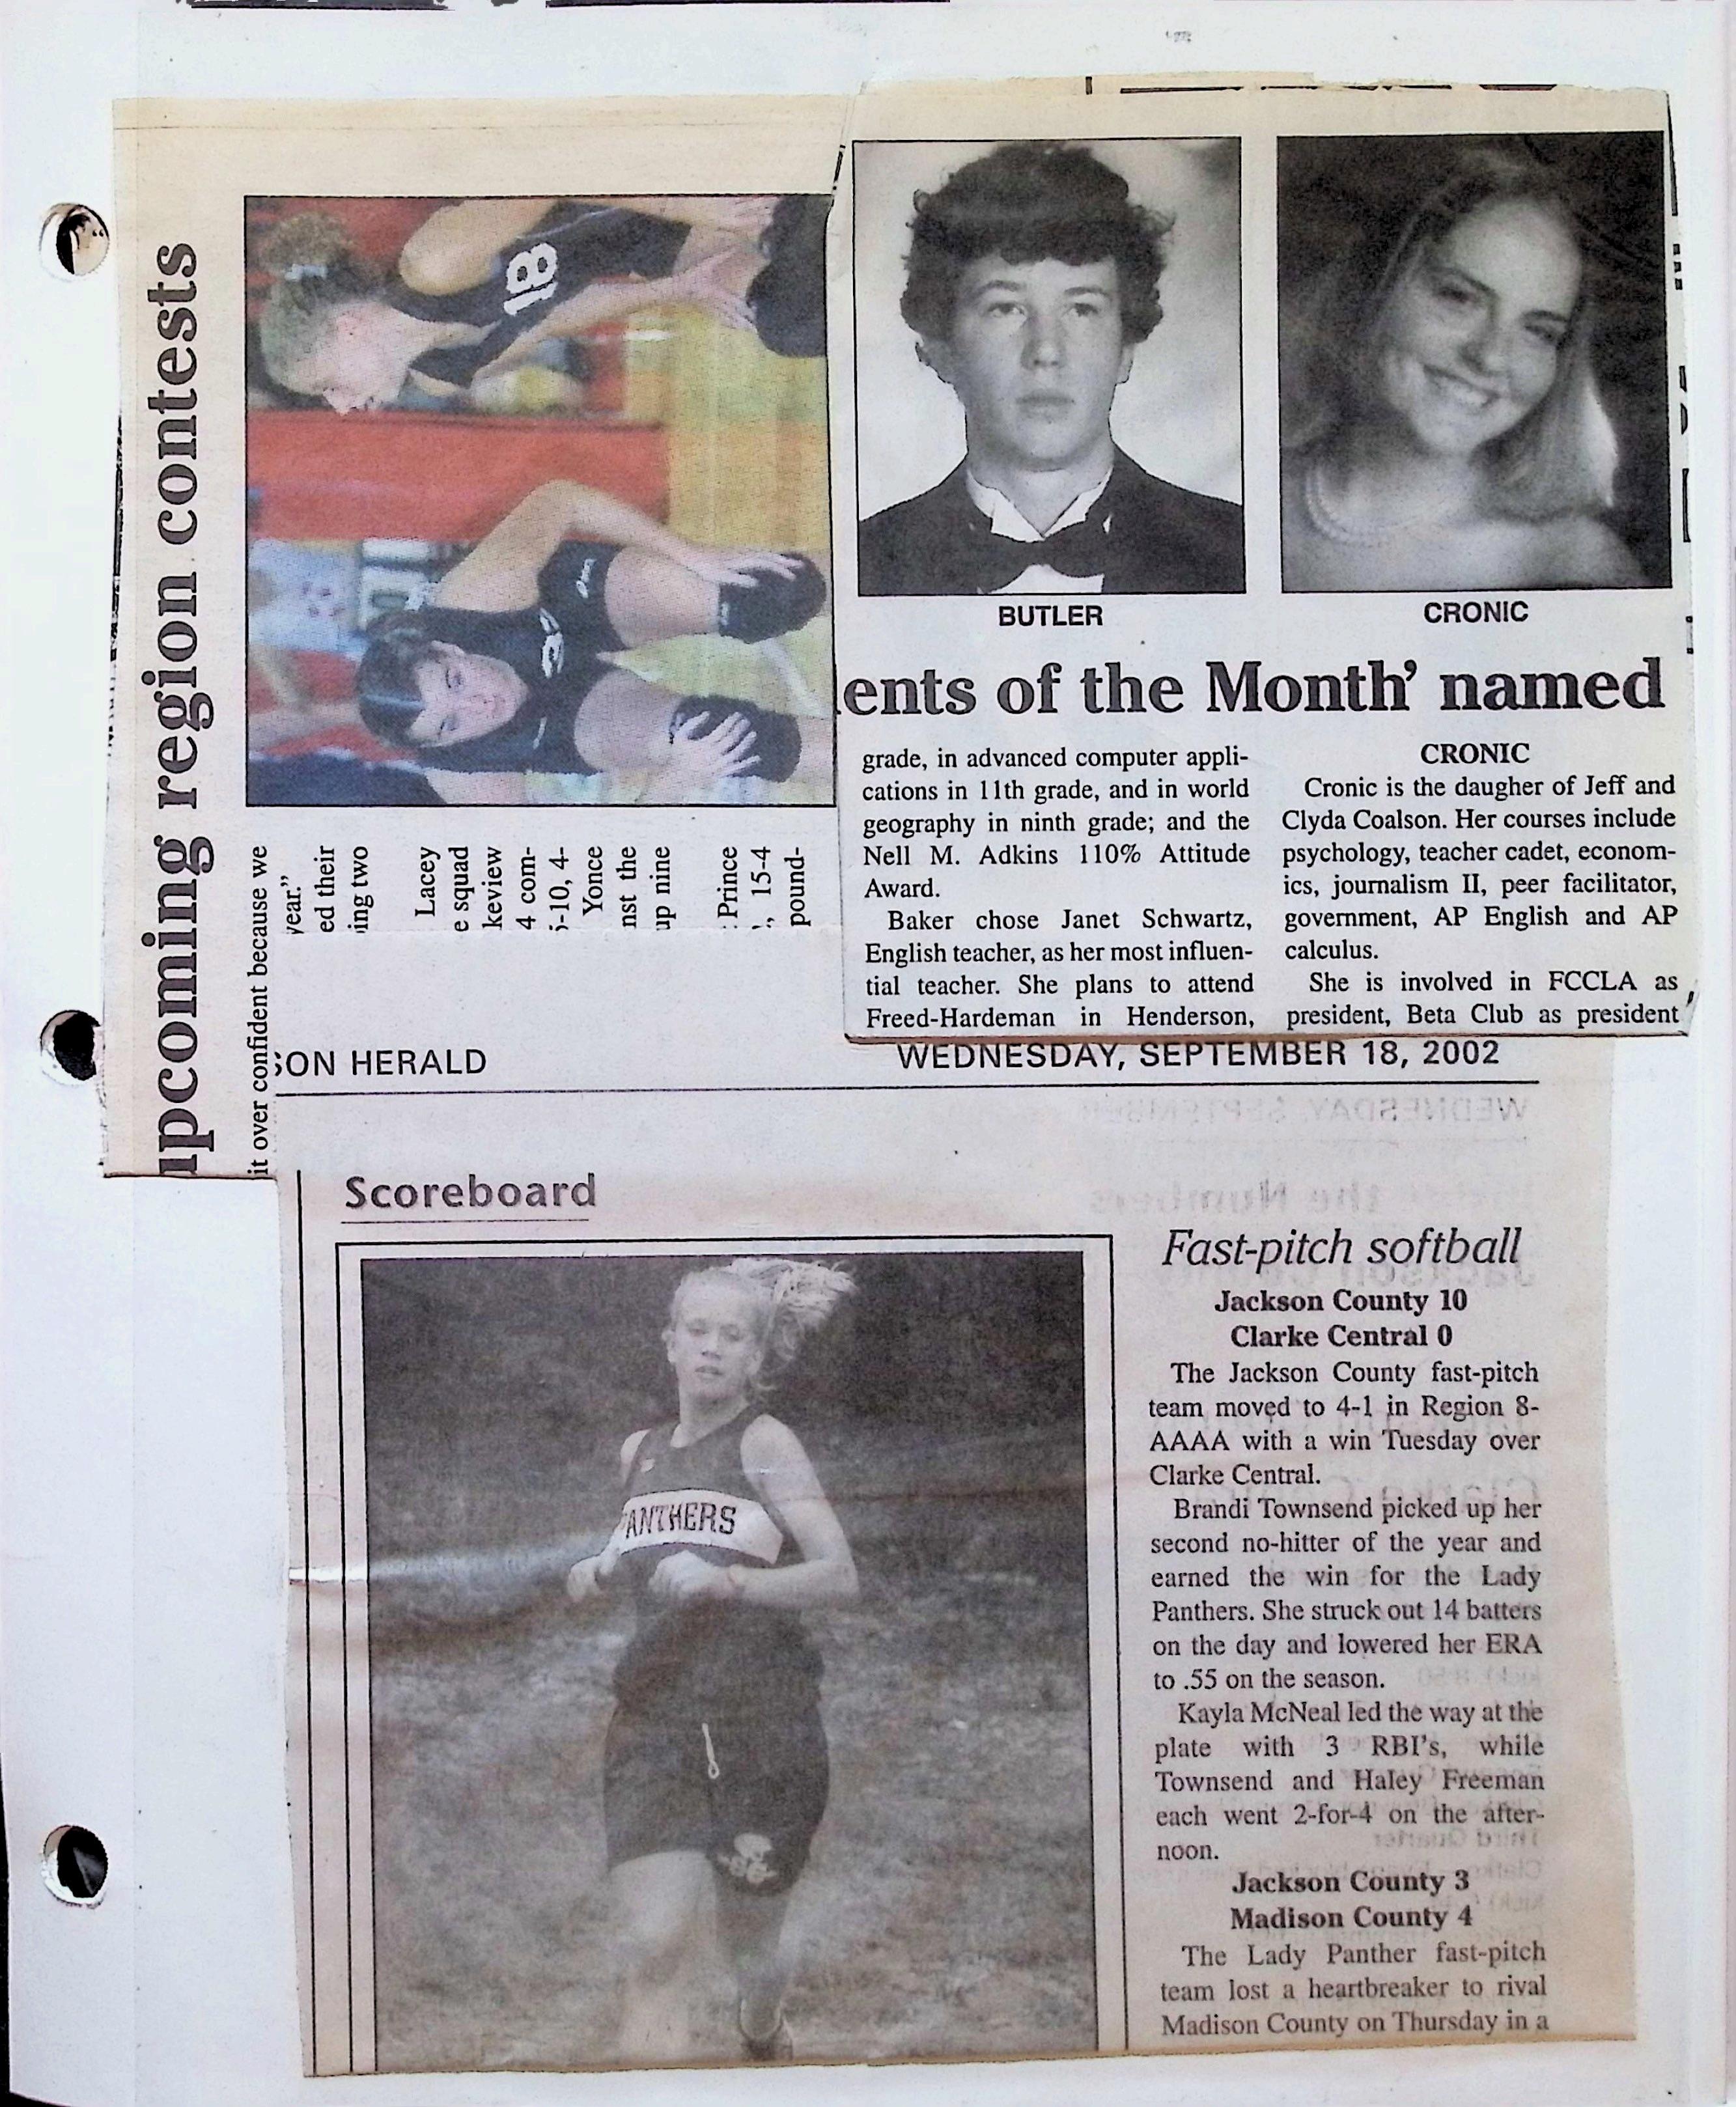 upcoming region contests
it over confident because we
year.”
ed their
ing two
Lacey
e squad
keview
4 com-
5-10, 4-
Yonce
nst the
up nine
Prince
, 15-4
pound-
BUTLER
CRONIC
ents of the Month’ named
grade, in advanced computer appli-
cations in 11th grade, and in world
geography in ninth grade; and the
Nell M. Adkins 110% Attitude
Award.
Baker chose Janet Schwartz,
English teacher, as her most influen-
tial teacher. She plans to attend
Freed-Hardeman in Henderson,
CRONIC
Cronic is the daugher of Jeff and
Clyda Coalson. Her courses include
psychology, teacher cadet, econom-
ics, journalism II, peer facilitator,
government, AP English and AP
calculus.
She is involved in FCCLA as
president, Beta Club as president
SON HERALD
WEDNESDAY, SEPTEMBER 18, 2002
Scoreboard
PANTHERS
Fast-pitch softball
Jackson County 10
Clarke Central 0
The Jackson County fast-pitch
team moved to 4-1 in Region 8-
AAAA with a win Tuesday over
Clarke Central.
Brandi Townsend picked up her
second no-hitter of the year and
earned the win for the Lady
Panthers. She struck out 14 batters
on the day and lowered her ERA
to .55 on the season.
Kayla McNeal led the way at the
plate with 3 RBI’s, while
Townsend and Haley Freeman
each went 2-for-4 on the after-
noon.
Jackson County 3
Madison County 4
The Lady Panther fast-pitch
team lost a heartbreaker to rival
Madison County on Thursday in a